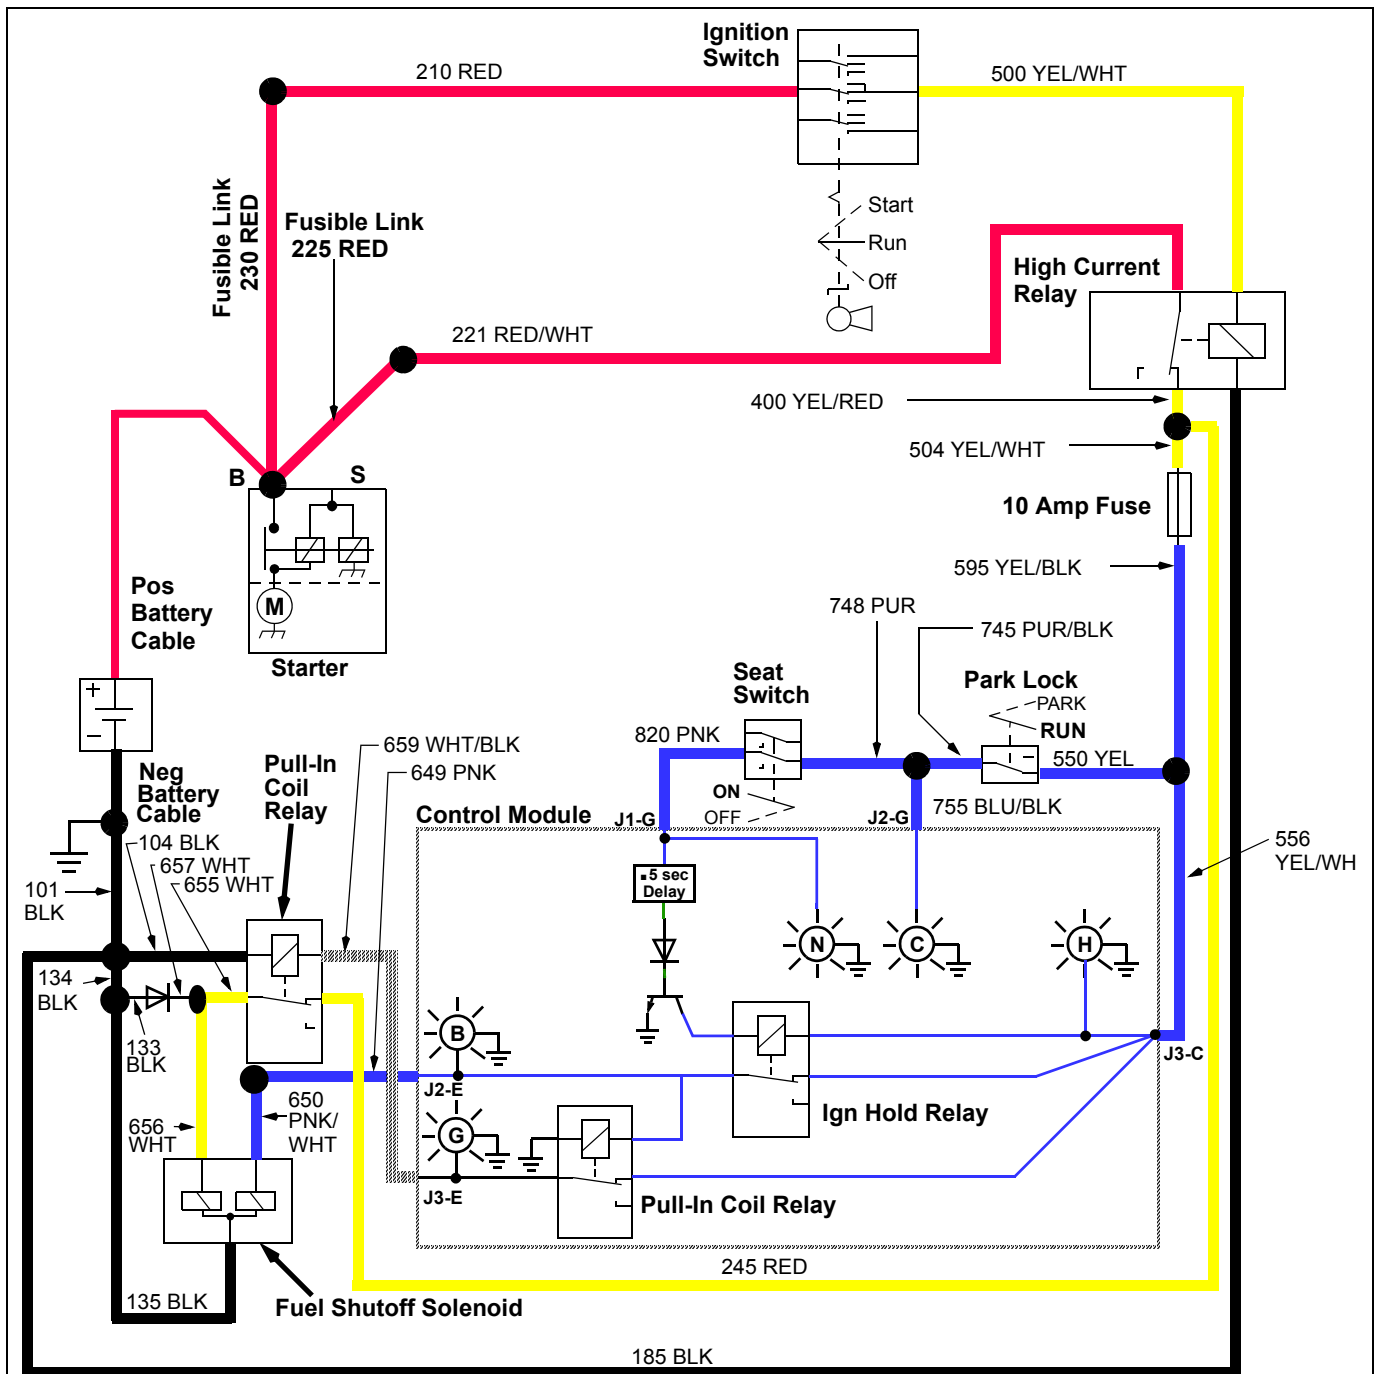 Ignition
Switch
210 RED
500 YEL/WHT
Fusible Link
230 RED
Fusible Link
225 RED
Start
Run
Off
High Current
Relay
221 RED/WHT
400 YEL/RED
504 YEL/WHT
B
S
10 Amp Fuse
M
Starter
Pos
Battery
Cable
595 YEL/BLK
748 PUR
745 PUR/BLK
Seat
Switch
Park Lock
PARK
RUN
+
−
820 PNK
550 YEL
659 WHT/BLK
649 PNK
Pull-In
Coil
Relay
Neg
Battery
Cable
ON
OFF
755 BLU/BLK
Control Module
J1-G
J2-G
104 BLK
657 WHT
655 WHT
101
BLK
556
YEL/WH
.5 sec
Delay
N
C
H
134
BLK
133
BLK
B
J3-C
J2-E
650
PNK/
WHT
Ign Hold Relay
656
WHT
G
J3-E
Pull-In Coil Relay
245 RED
135 BLK
Fuel Shutoff Solenoid
185 BLK